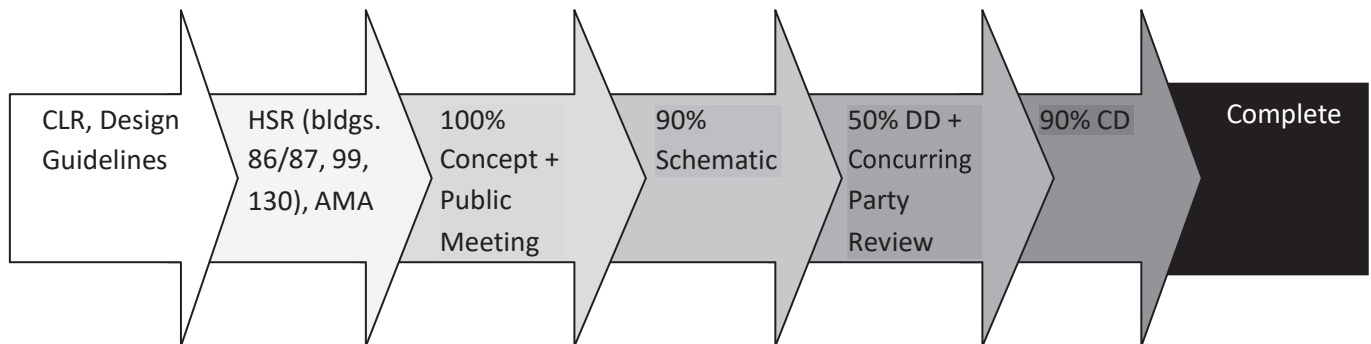 CLR, Design
Guidelines
HSR (bldgs.
86/87, 99,
130), AMA
100%
Concept +
Public
Meeting
90%
Schematic
50% DD +
Concurring
Party
Review
90% CD
Complete